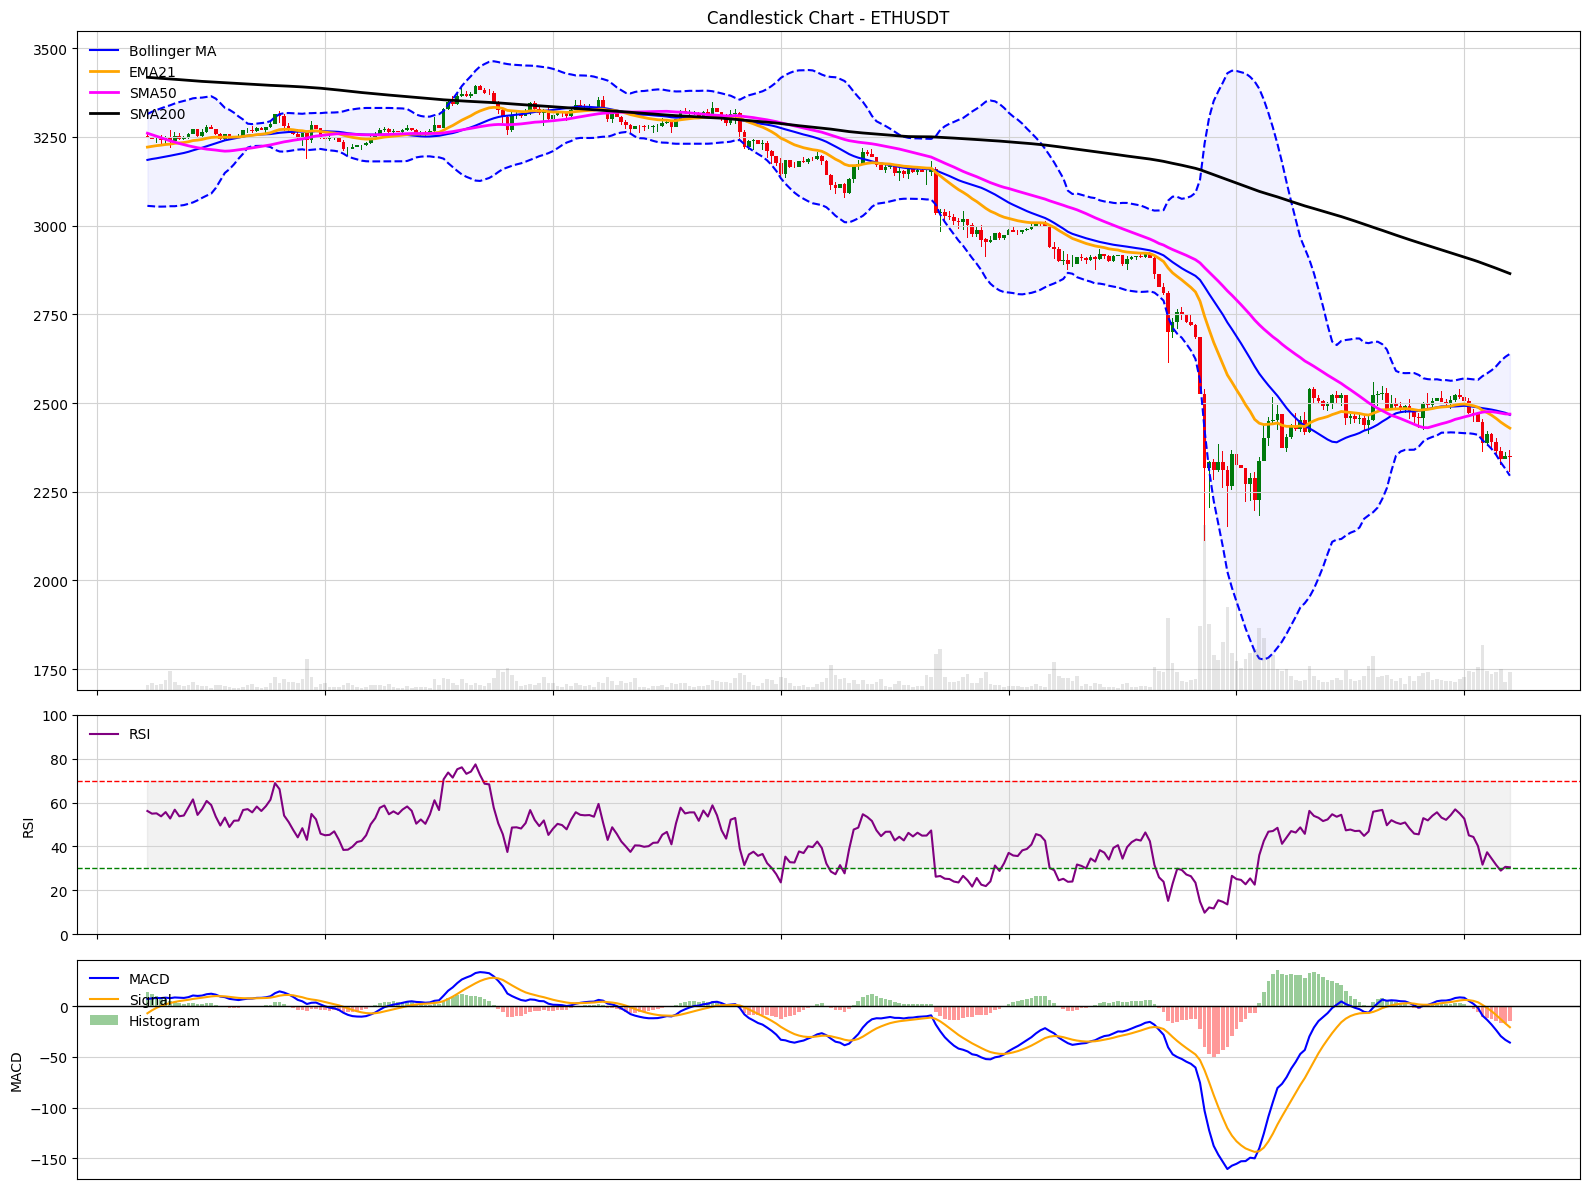 Candlestick Chart - ETHUSDT
3500
3250
3000
2750
2500
2250
2000
1750
Bollinger MA
EMA21
SMA50
SMA200
100
80
60
40
20
0
RSI
RSI
0
−50
−100
−150
MACD
MACD
Signal
Histogram